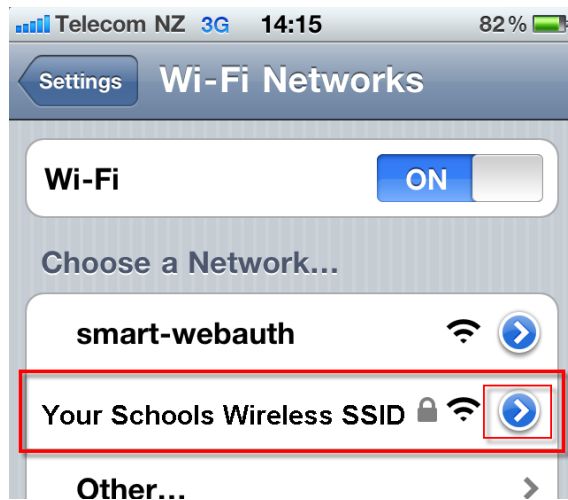 Telecom NZ 3G 14:15 82%
Settings Wi-Fi Networks
Wi-Fi ON
Choose a Network...
smart-webauth
Your Schools Wireless SSID
Other...